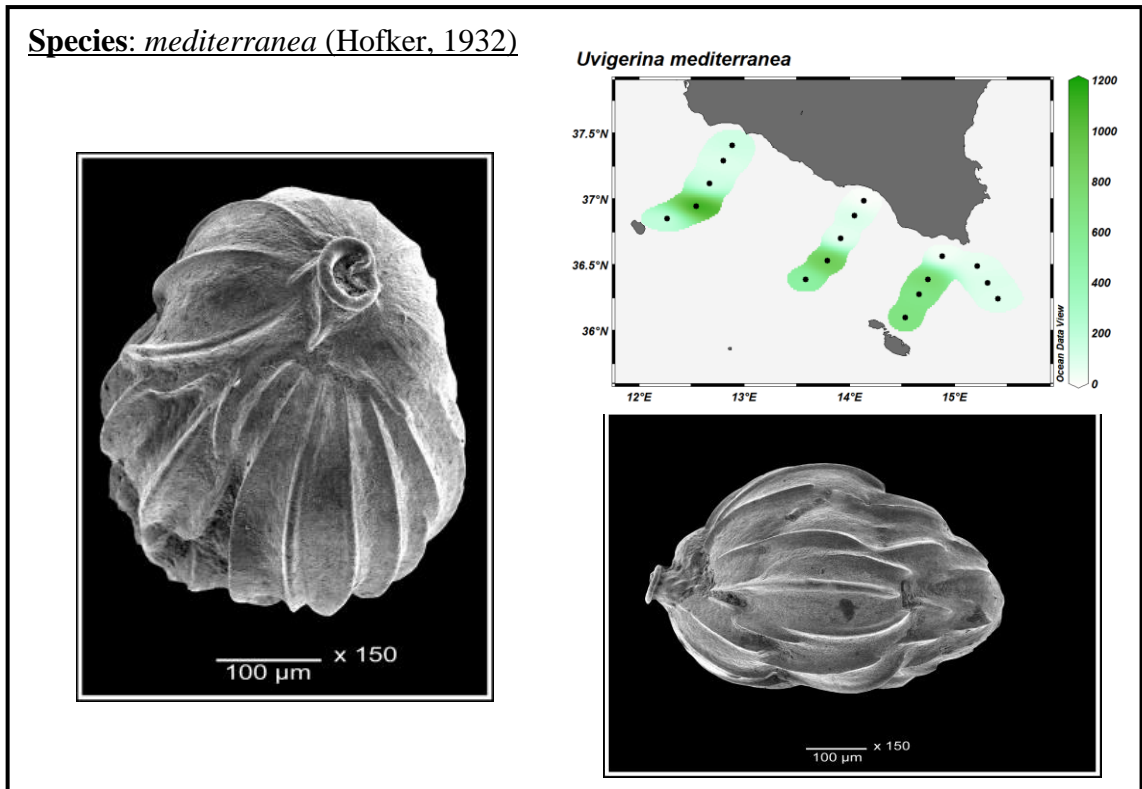 Species: mediterranea (Hofker, 1932)
Uvigerina mediterranea
37.5°N
37°N
36.5°N
36°N
12°E
13°E
14°E
15°E
1200
1000
800
600
400
200
0
Ocean Data View
100 µm x 150
100 µm x 150